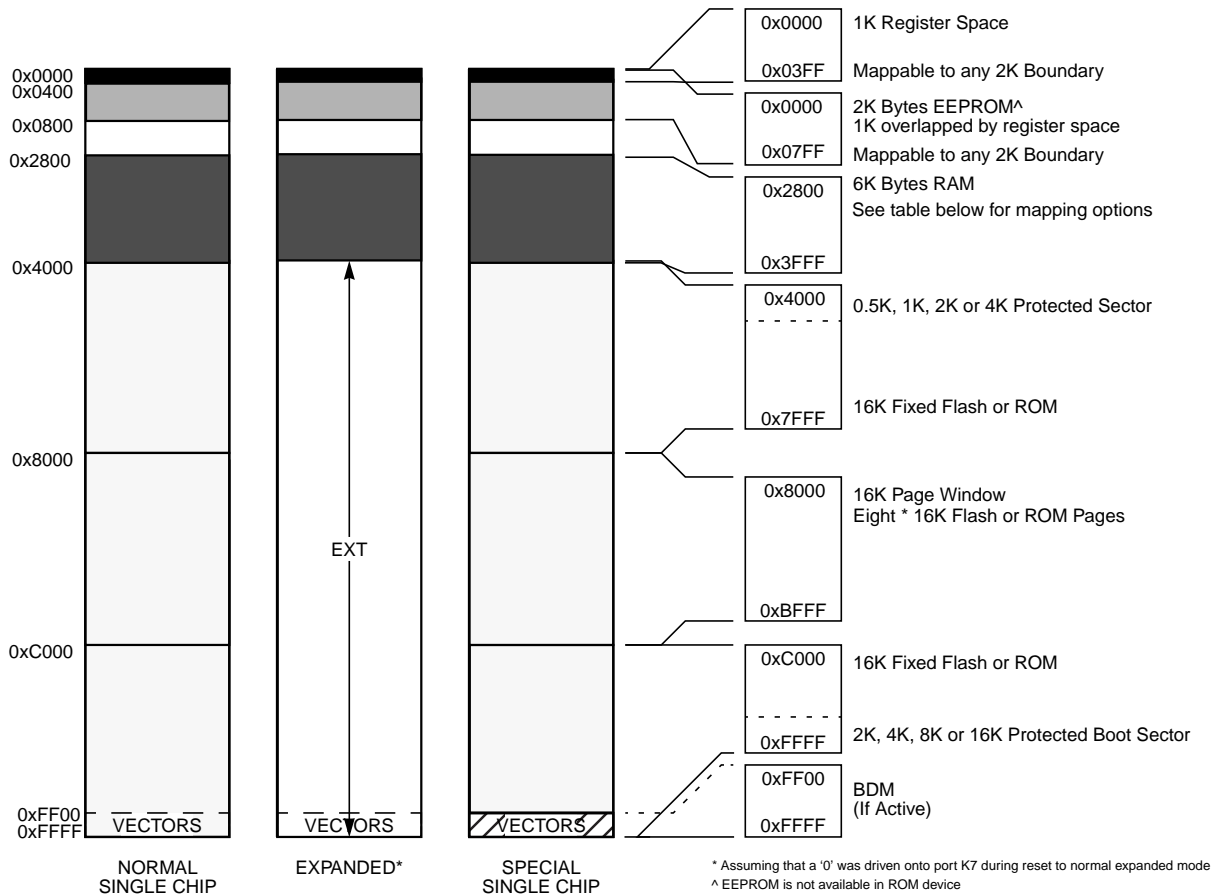 0x0000
0x0400
0x0800
0x2800
0x4000
0x8000
0xC000
0xFF00
0xFFFF
VECTORS
NORMAL
SINGLE CHIP
EXT
VECTORS
EXPANDED*
VECTORS
SPECIAL
SINGLE CHIP
0x0000 1K Register Space
0x03FF Mappable to any 2K Boundary
0x0000 2K Bytes EEPROM^
1K overlapped by register space
0x07FF Mappable to any 2K Boundary
0x2800 6K Bytes RAM
See table below for mapping options
0x3FFF
0x4000 0.5K, 1K, 2K or 4K Protected Sector
0x7FFF 16K Fixed Flash or ROM
0x8000 16K Page Window
Eight * 16K Flash or ROM Pages
0xBFFF
0xC000 16K Fixed Flash or ROM
0xFFFF 2K, 4K, 8K or 16K Protected Boot Sector
0xFF00 BDM
(If Active)
0xFFFF
* Assuming that a ‘0’ was driven onto port K7 during reset to normal expanded mode
^ EEPROM is not available in ROM device